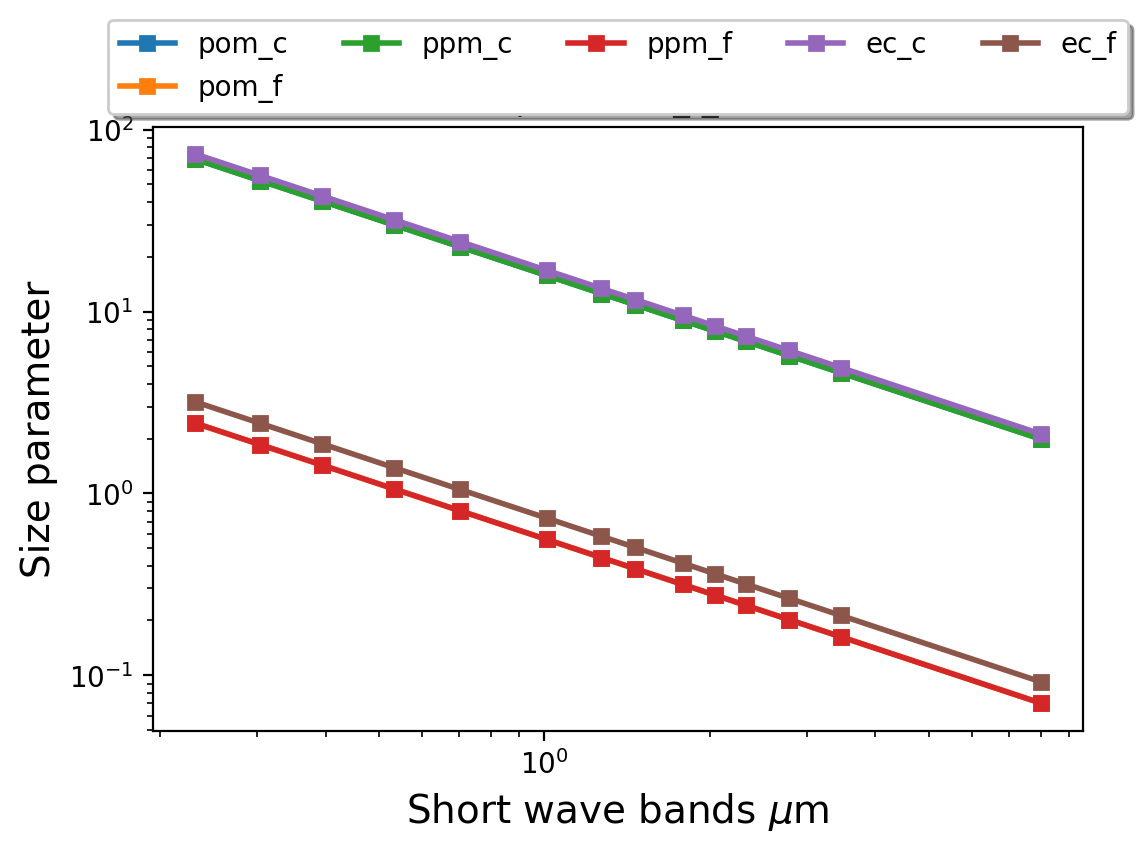 pom_c ppm_c ppm_f ec_c ec_f
pom_f
10²
10¹
10⁰
10⁻¹
Size parameter
10⁰
Short wave bands μm